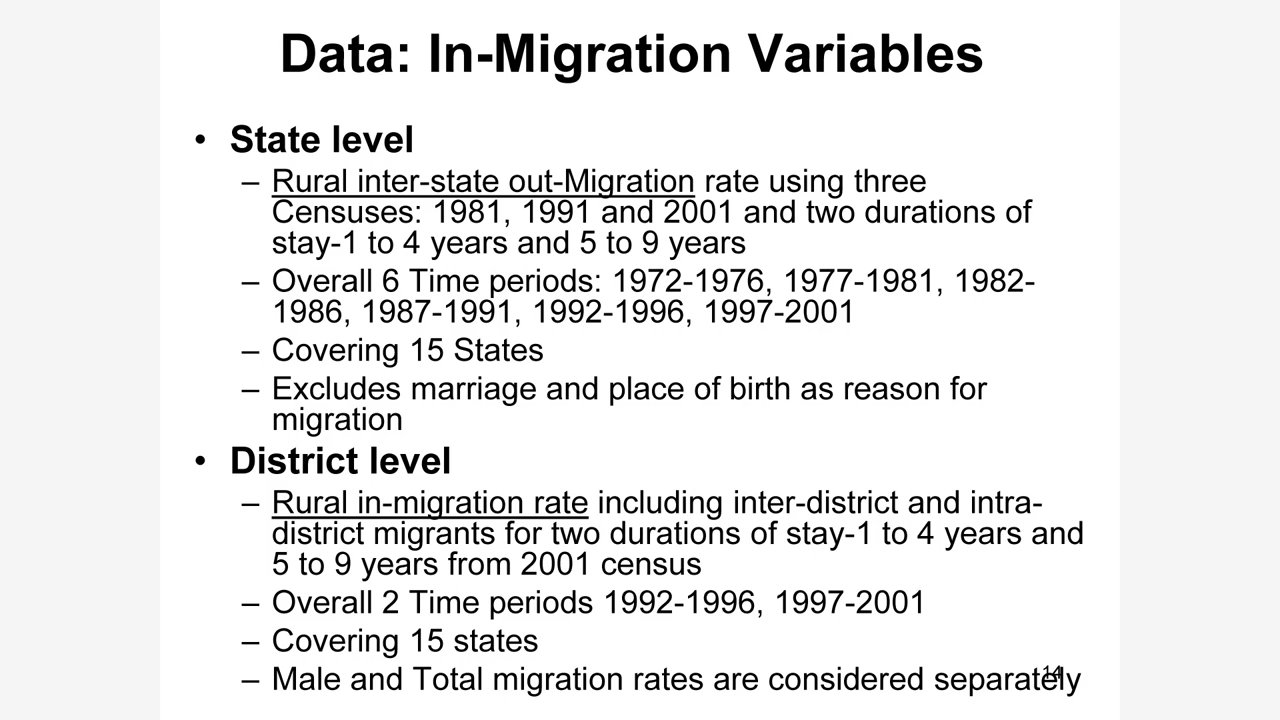 Data: In-Migration Variables
• State level
– Rural inter-state out-Migration rate using three
Censuses: 1981, 1991 and 2001 and two durations of
stay-1 to 4 years and 5 to 9 years
– Overall 6 Time periods: 1972-1976, 1977-1981, 1982-
1986, 1987-1991, 1992-1996, 1997-2001
– Covering 15 States
– Excludes marriage and place of birth as reason for
migration
• District level
– Rural in-migration rate including inter-district and intra-
district migrants for two durations of stay-1 to 4 years and
5 to 9 years from 2001 census
– Overall 2 Time periods 1992-1996, 1997-2001
– Covering 15 states
– Male and Total migration rates are considered separately
14